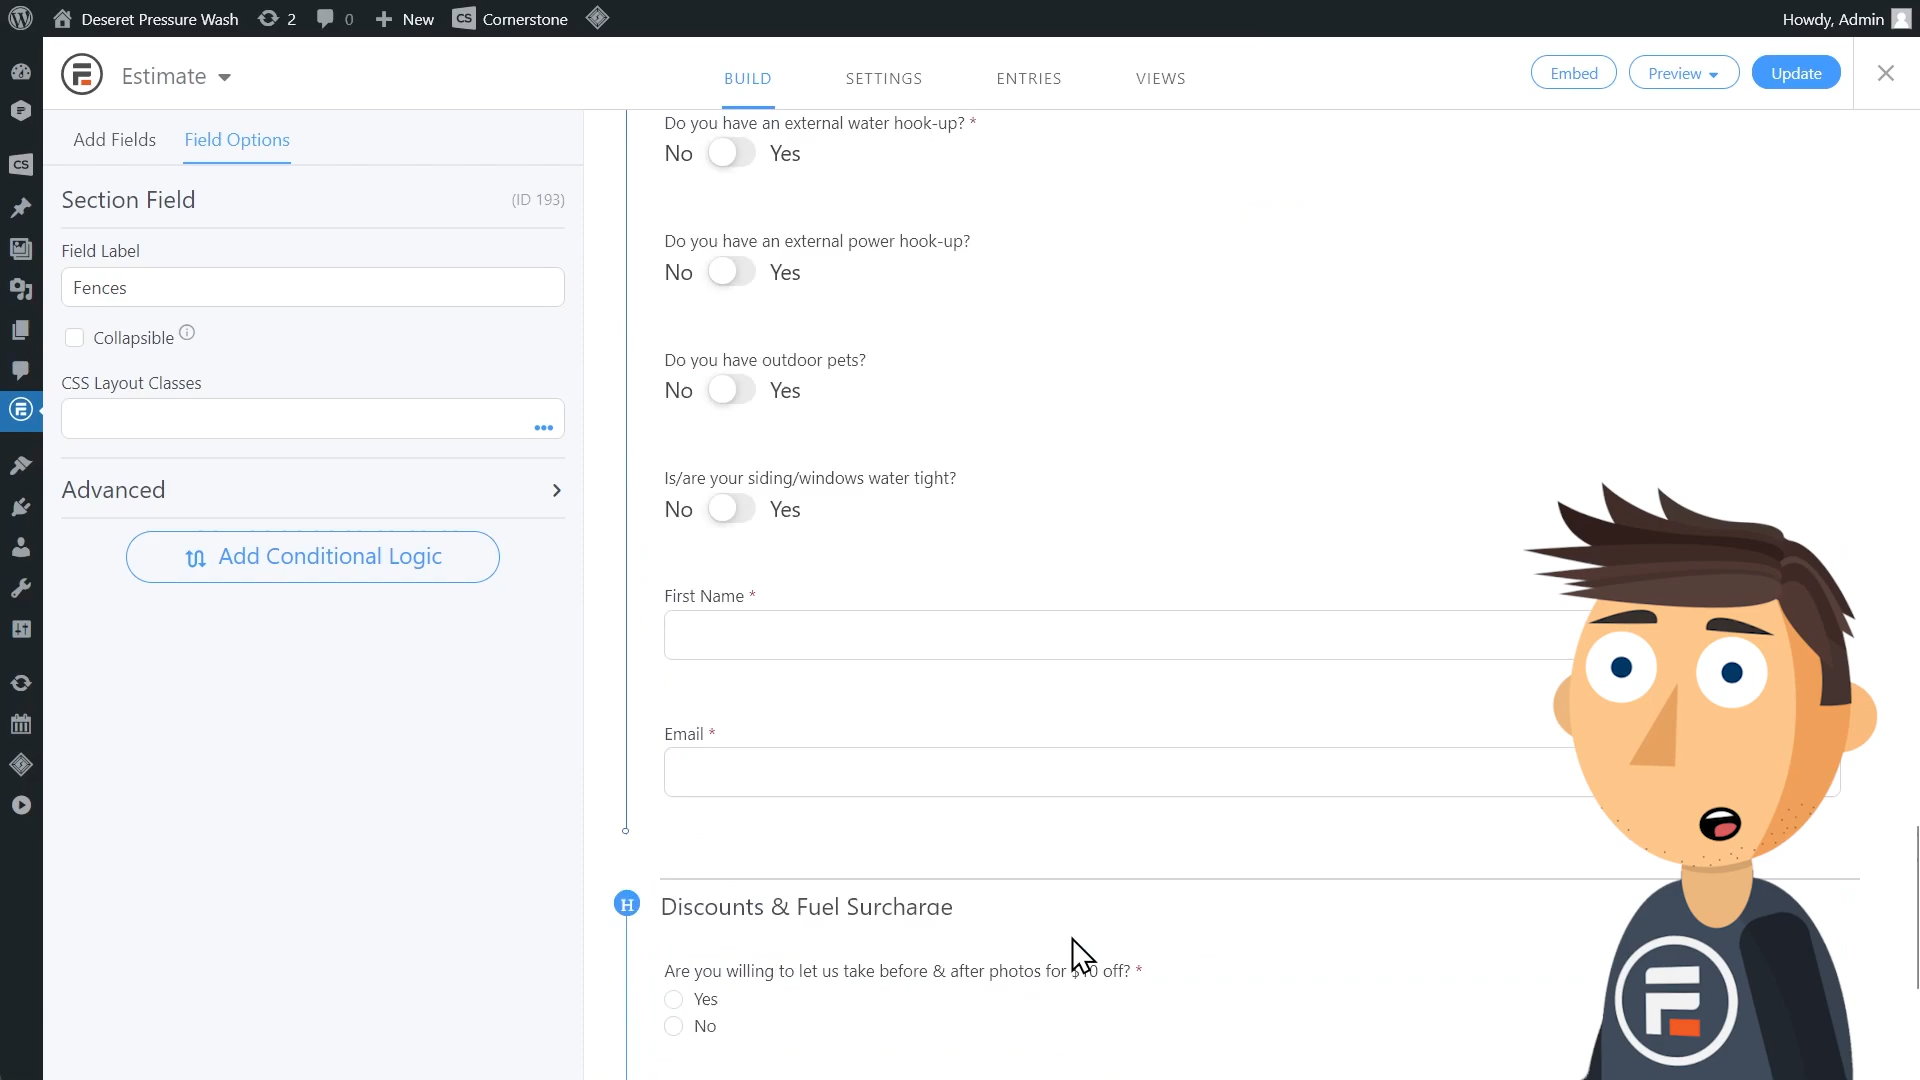 Deseret Pressure Wash
2
0
New
CS
Cornerstone
Howdy, Admin
Estimate
BUILD
SETTINGS
ENTRIES
VIEWS
Embed
Preview
Update
CS
Add Fields
Field Options
Section Field
(ID 193)
Field Label
Fences
Collapsible
CSS Layout Classes
Advanced
Add Conditional Logic
Do you have an external water hook-up? *
No
Yes
Do you have an external power hook-up?
No
Yes
Do you have outdoor pets?
No
Yes
Is/are your siding/windows water tight?
No
Yes
First Name *
Email *
H
Discounts & Fuel Surcharge
Are you willing to let us take before & after photos for $10 off? *
Yes
No